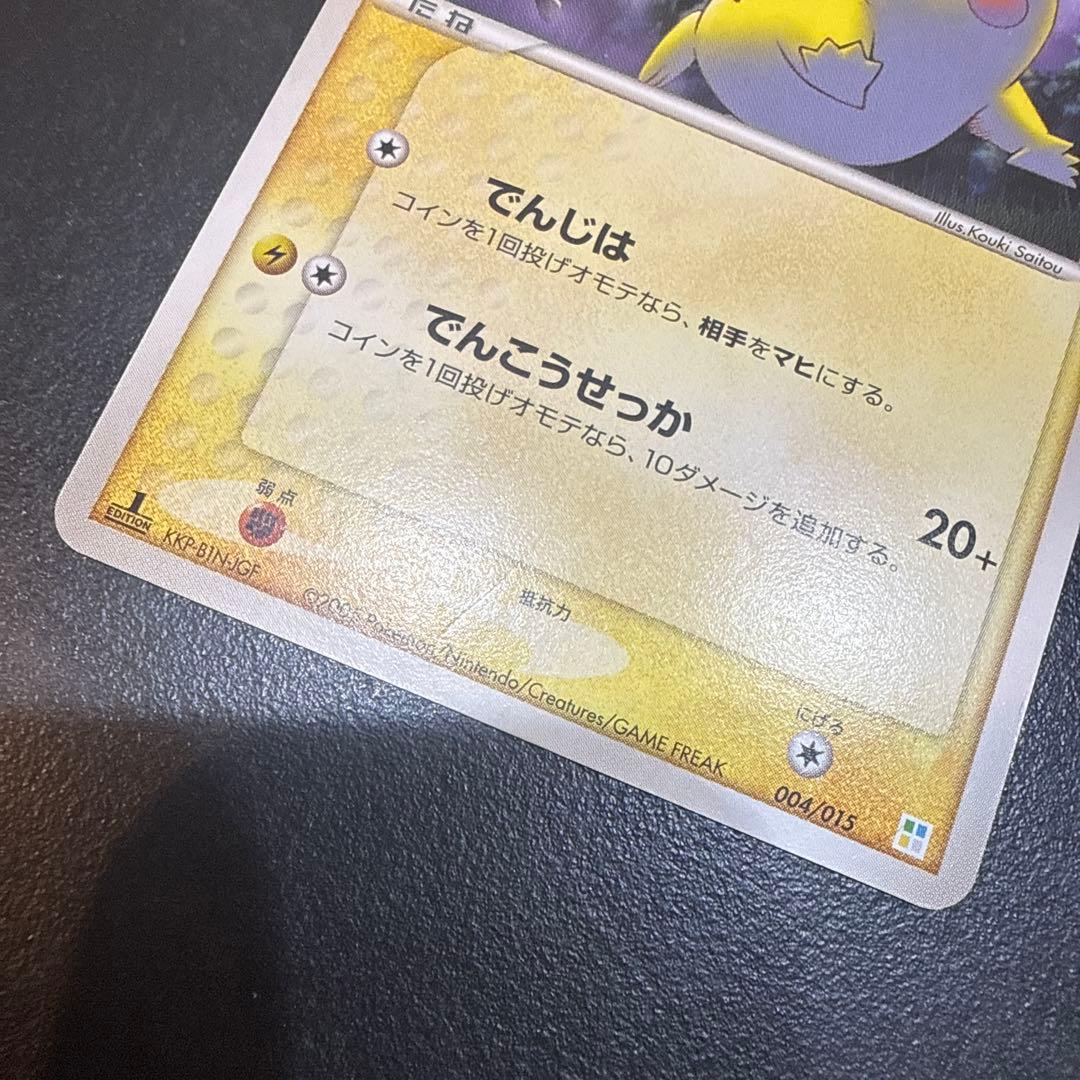 たね
Illus.Kouki Saitou
でんじは
コインを1回投げオモテなら、相手をマヒにする。
でんこうせっか 20+
コインを1回投げオモテなら、10ダメージを追加する。
弱点
1
EDITION
KKP-B1N-JGF
抵抗力
©2005 Pokémon/Nintendo/Creatures/GAME FREAK
にげる
004/015